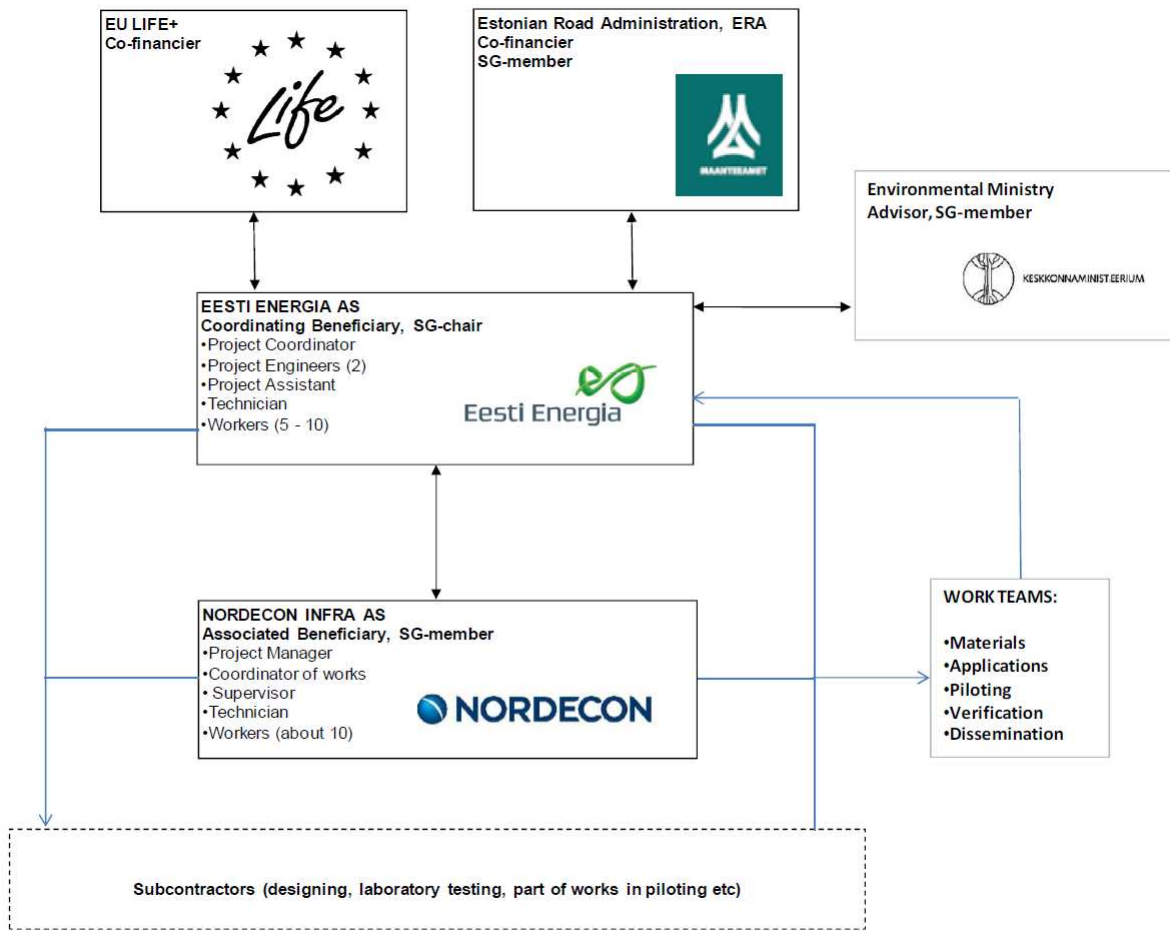 EU LIFE+
Co-financier
Life
Estonian Road Administration, ERA
Co-financier
SG-member
MAANTEEAMET
Environmental Ministry
Advisor, SG-member
KESKKONNAMINISTEERIUM
EESTI ENERGIA AS
Coordinating Beneficiary, SG-chair
•Project Coordinator
•Project Engineers (2)
•Project Assistant
•Technician
•Workers (5 - 10)
Eesti Energia
NORDECON INFRA AS
Associated Beneficiary, SG-member
•Project Manager
•Coordinator of works
• Supervisor
•Technician
•Workers (about 10)
NORDECON
WORK TEAMS:
•Materials
•Applications
•Piloting
•Verification
•Dissemination
Subcontractors (designing, laboratory testing, part of works in piloting etc)